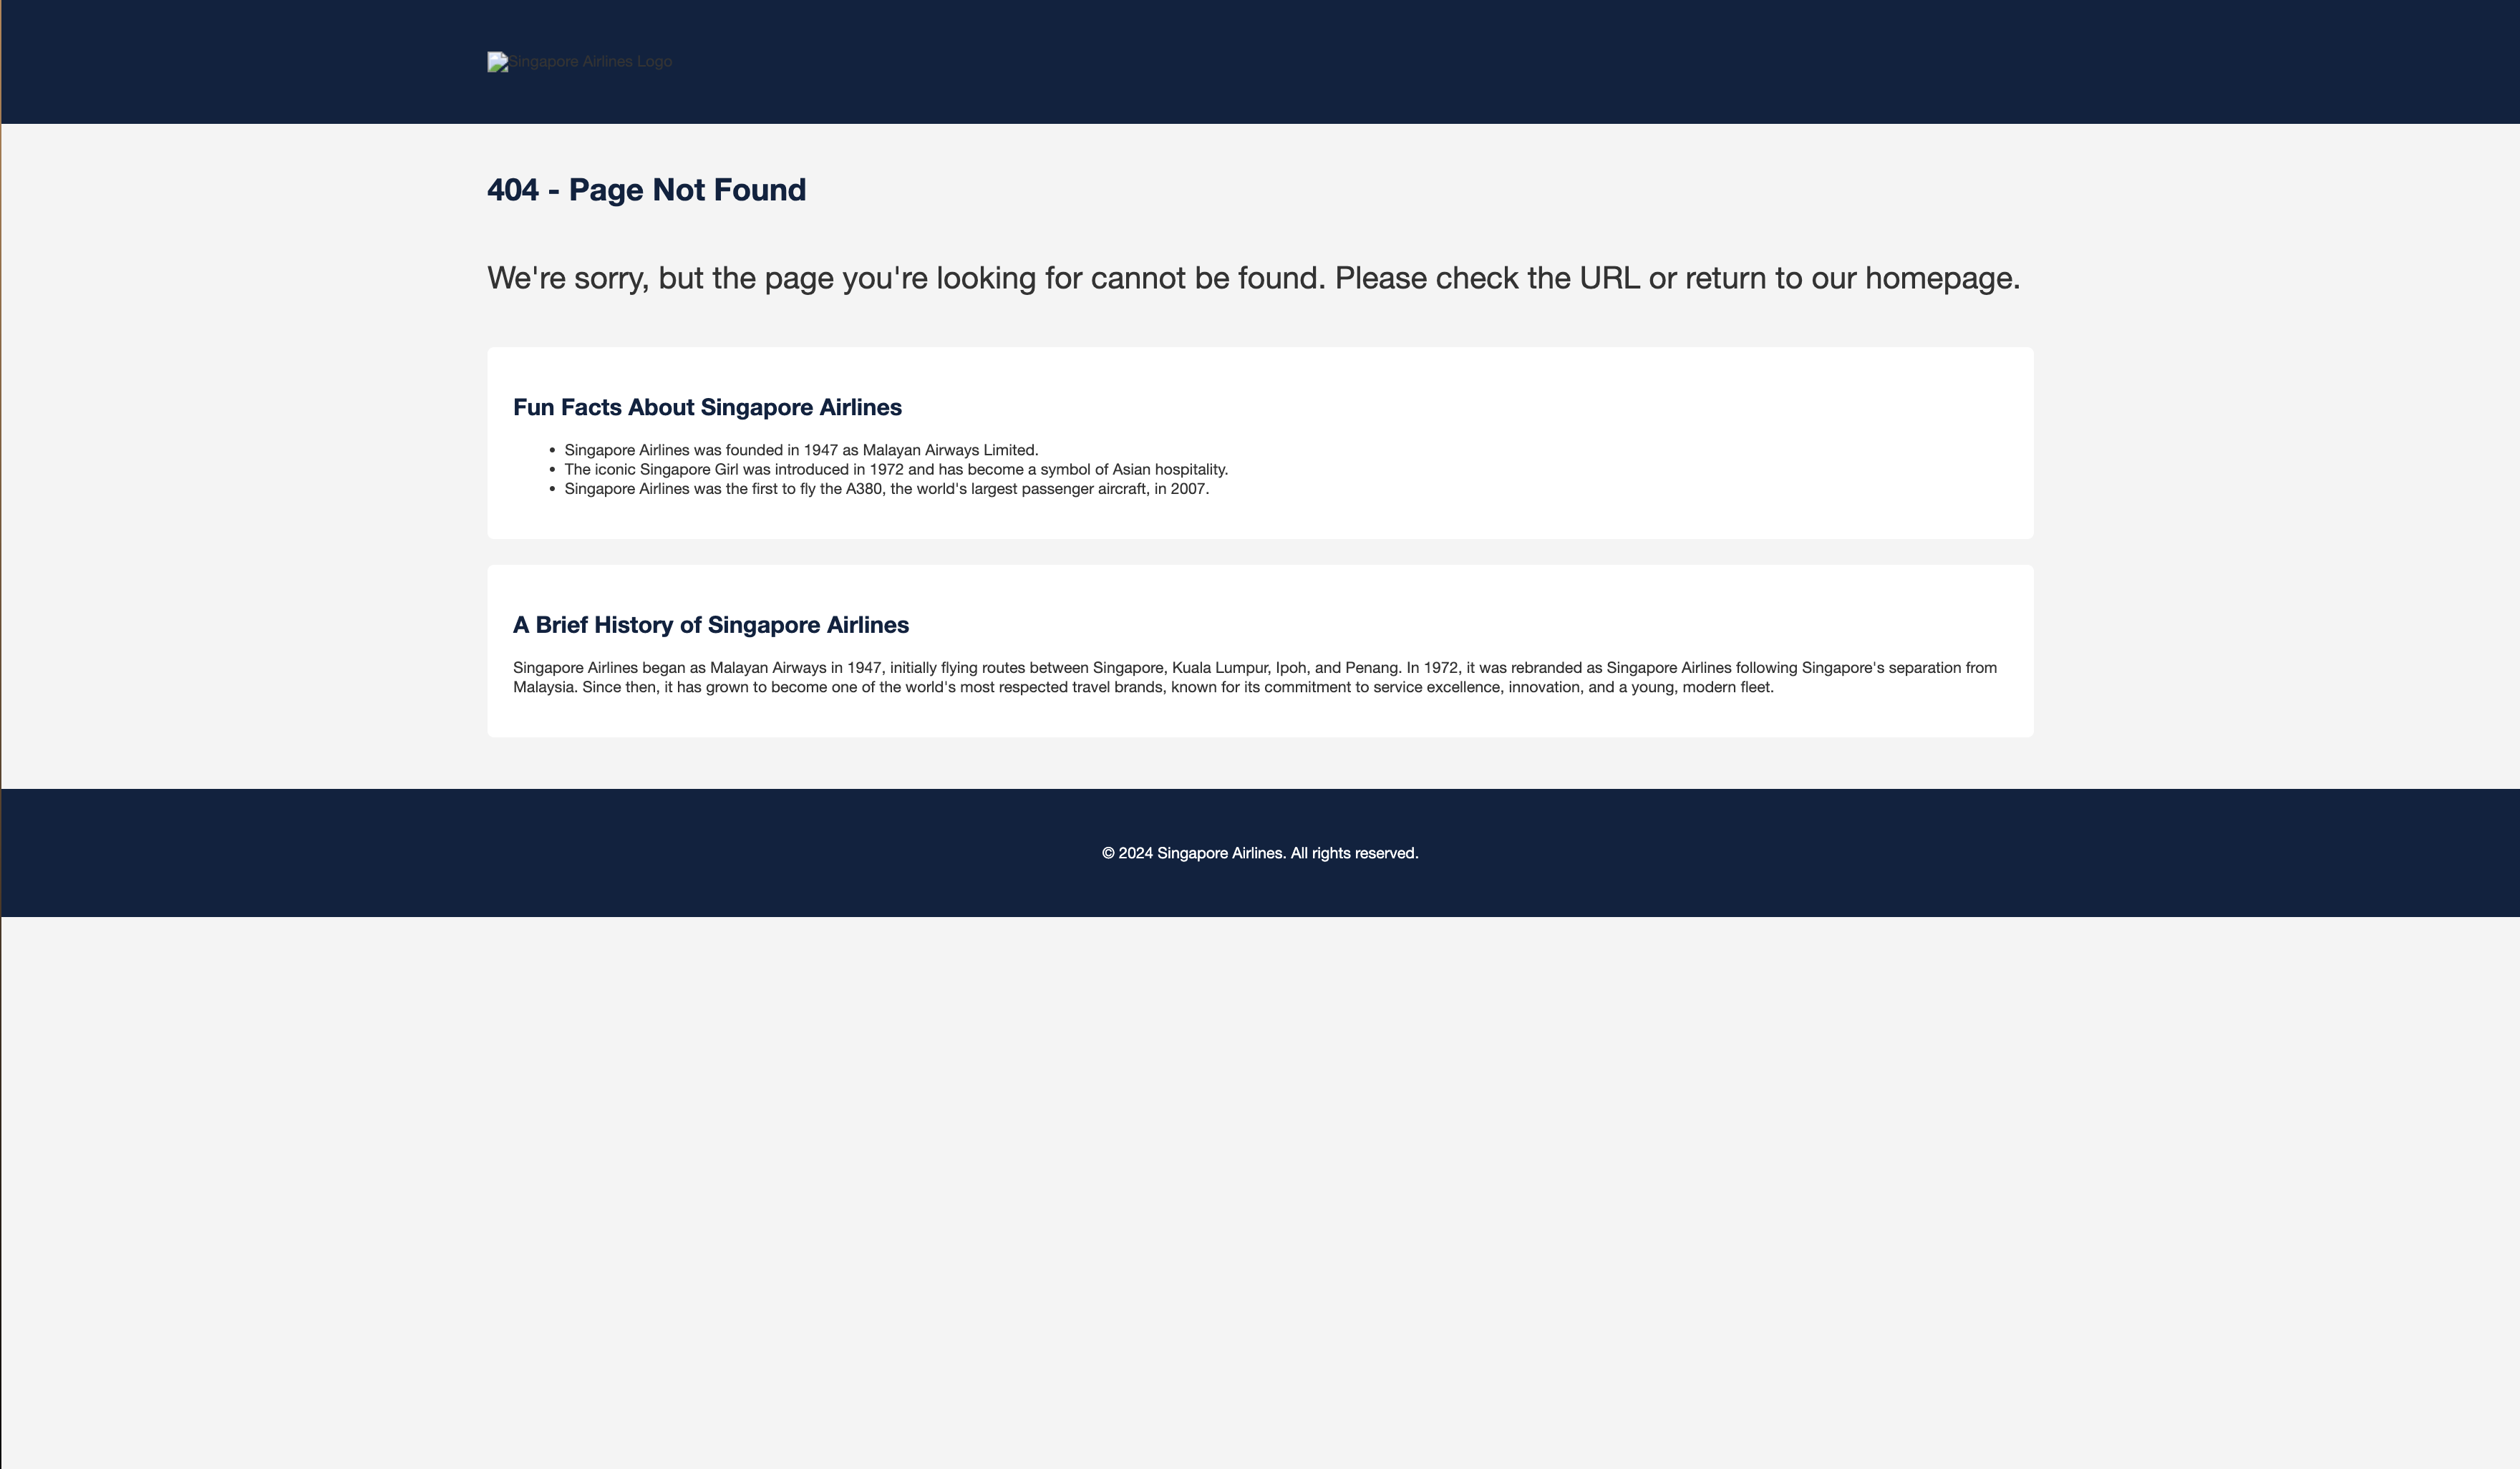 Singapore Airlines Logo
404 - Page Not Found
We're sorry, but the page you're looking for cannot be found. Please check the URL or return to our homepage.
Fun Facts About Singapore Airlines
• Singapore Airlines was founded in 1947 as Malayan Airways Limited.
• The iconic Singapore Girl was introduced in 1972 and has become a symbol of Asian hospitality.
• Singapore Airlines was the first to fly the A380, the world's largest passenger aircraft, in 2007.
A Brief History of Singapore Airlines
Singapore Airlines began as Malayan Airways in 1947, initially flying routes between Singapore, Kuala Lumpur, Ipoh, and Penang. In 1972, it was rebranded as Singapore Airlines following Singapore's separation from
Malaysia. Since then, it has grown to become one of the world's most respected travel brands, known for its commitment to service excellence, innovation, and a young, modern fleet.
© 2024 Singapore Airlines. All rights reserved.